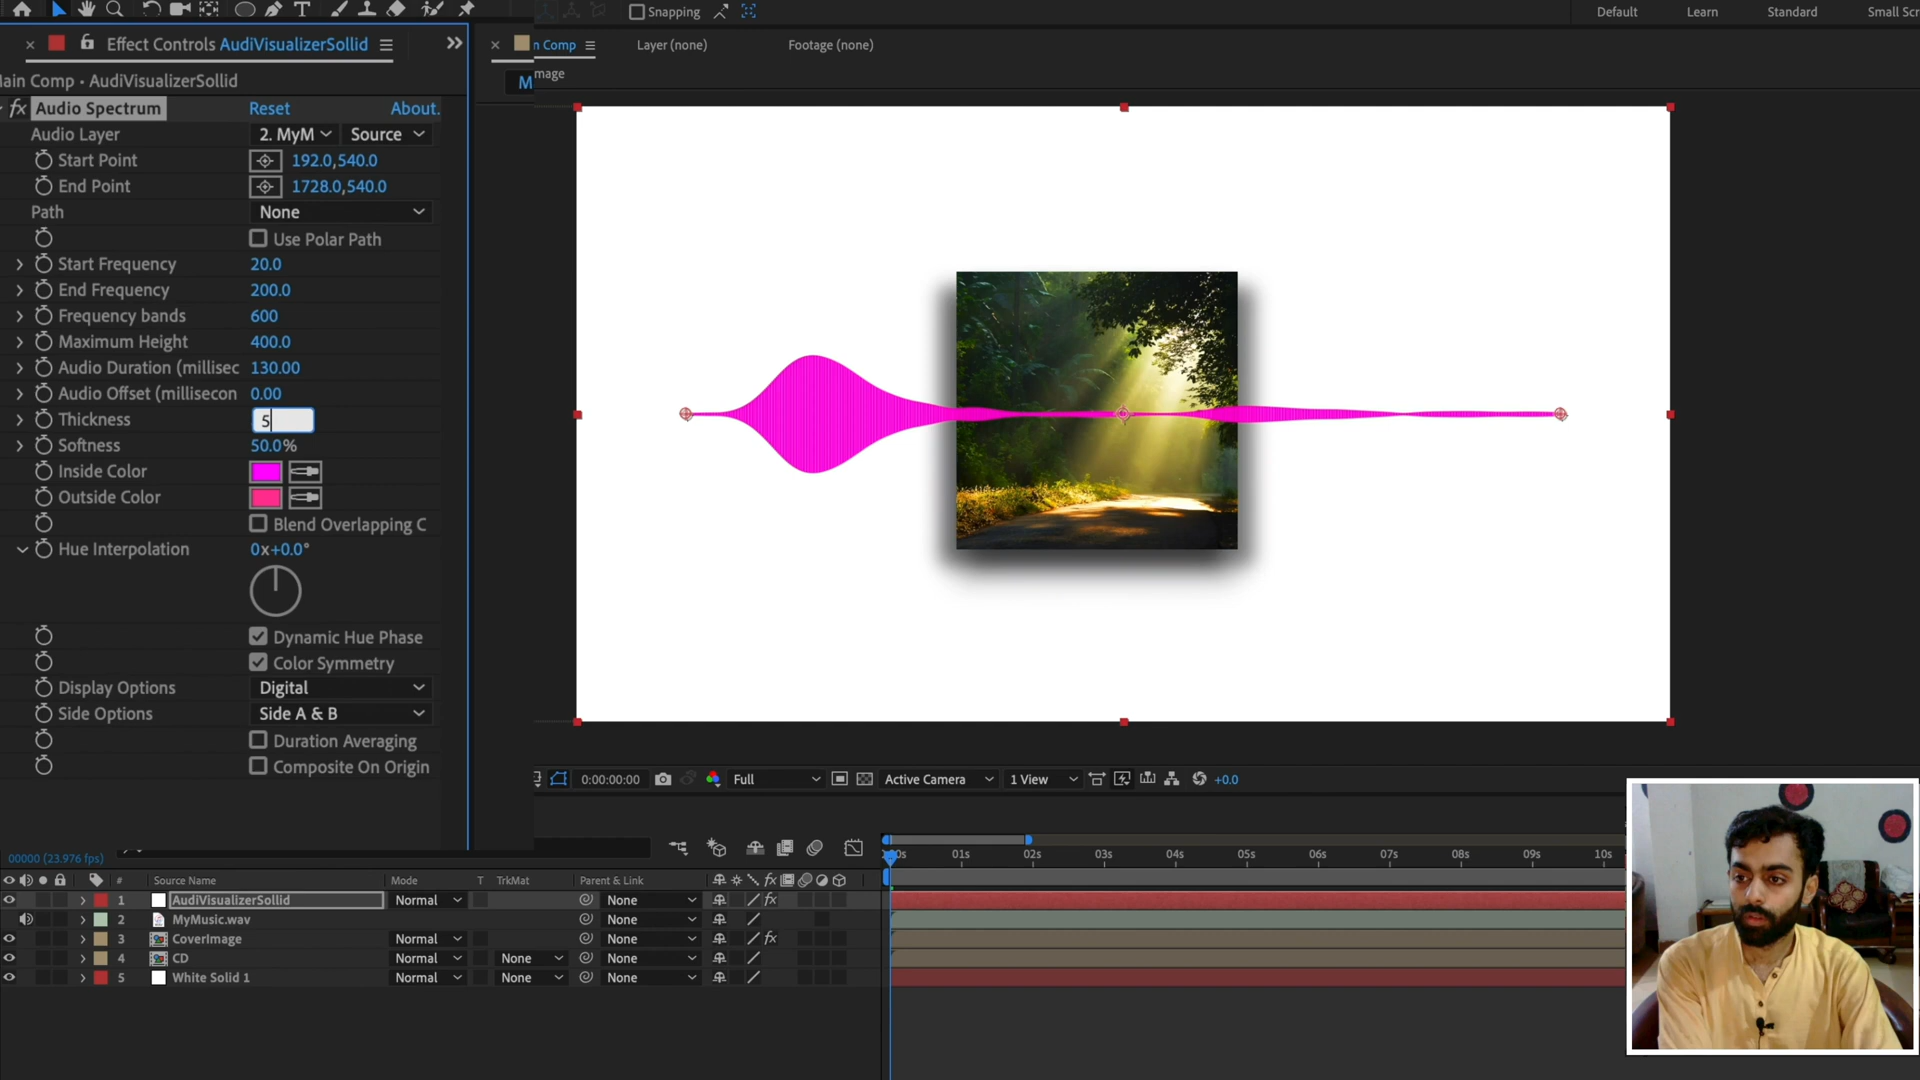 Snapping
Default
Learn
Standard
Small Scr
Effect Controls AudiVisualizerSollid
n Comp
Layer (none)
Footage (none)
lain Comp • AudiVisualizerSollid
M
mage
fx Audio Spectrum Reset About.
Audio Layer 2. MyM Source
Start Point 192.0,540.0
End Point 1728.0,540.0
Path None
Use Polar Path
Start Frequency 20.0
End Frequency 200.0
Frequency bands 600
Maximum Height 400.0
Audio Duration (millisec 130.00
Audio Offset (millisecon 0.00
Thickness 5
Softness 50.0%
Inside Color
Outside Color
Blend Overlapping C
Hue Interpolation 0x+0.0°
Dynamic Hue Phase
Color Symmetry
Display Options Digital
Side Options Side A & B
Duration Averaging
Composite On Origin
0:00:00:00 Full Active Camera 1 View +0.0
00000 (23.976 fps)
01s 02s 03s 04s 05s 06s 07s 08s 09s 10s
# Source Name Mode T TrkMat Parent & Link
1 AudiVisualizerSollid Normal None
2 MyMusic.wav None
3 CoverImage Normal None
4 CD Normal None None
5 White Solid 1 Normal None None